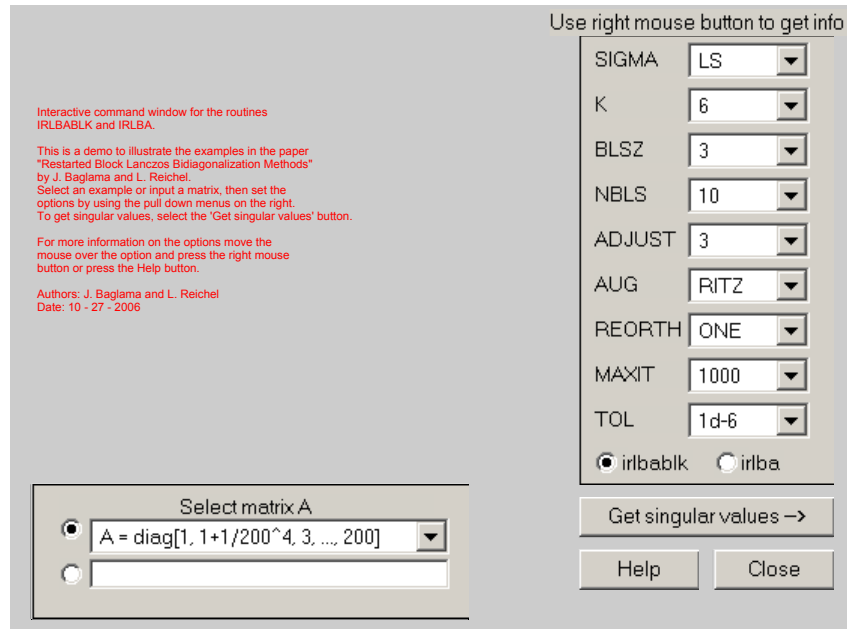 Use right mouse button to get info
Interactive command window for the routines
IRLBABLK and IRLBA.
This is a demo to illustrate the examples in the paper
"Restarted Block Lanczos Bidiagonalization Methods"
by J. Baglama and L. Reichel.
Select an example or input a matrix, then set the
options by using the pull down menus on the right.
To get singular values, select the 'Get singular values' button.
For more information on the options move the
mouse over the option and press the right mouse
button or press the Help button.
Authors: J. Baglama and L. Reichel
Date: 10 - 27 - 2006
SIGMA LS
K 6
BLSZ 3
NBLS 10
ADJUST 3
AUG RITZ
REORTH ONE
MAXIT 1000
TOL 1d-6
irlbablk irlba
Select matrix A
A = diag[1, 1+1/200^4, 3, ..., 200]
Get singular values -->
Help Close